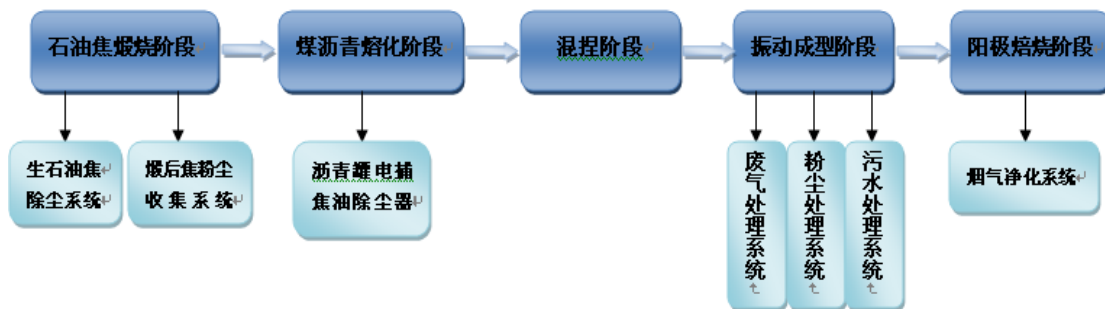 石油焦煅烧阶段
煤沥青熔化阶段
混捏阶段
振动成型阶段
阳极焙烧阶段
生石油焦
除尘系统
煅后焦粉尘
收集系统
沥青雾电捕
焦油除尘器
废气处理系统
粉尘处理系统
污水处理系统
烟气净化系统